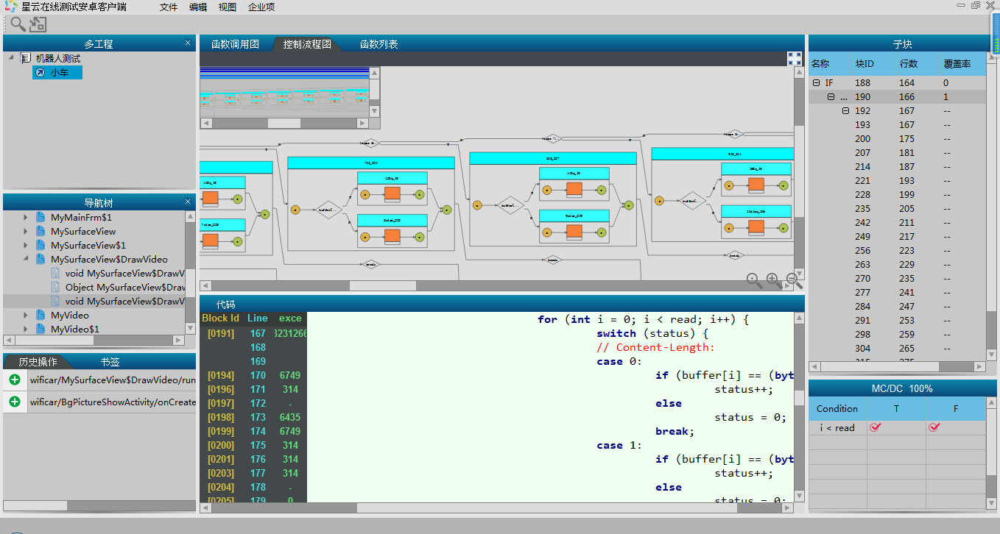 星云在线测试安卓客户端 文件 编辑 视图 企业项
多工程
机器人测试
小车
导航树
MyMainFrm$1
MySurfaceView
MySurfaceView$1
MySurfaceView$DrawVideo
void MySurfaceView$DrawV
Object MySurfaceView$Drav
void MySurfaceView$DrawV
MyVideo
MyVideo$1
历史操作 书签
wificar/MySurfaceView$DrawVideo/run
wificar/BgPictureShowActivity/onCreate
函数调用图 控制流程图 函数列表
代码
Block Id Line exce
[0191] 167 3231266 for (int i = 0; i < read; i++) {
168 switch (status) {
169 // Content-Length:
case 0:
[0194] 170 6749 if (buffer[i] == (byt
[0196] 171 314 status++;
[0197] 172 - else
[0198] 173 6435 status = 0;
[0199] 174 6749 break;
[0200] 175 314 case 1:
[0201] 176 314 if (buffer[i] == (byt
[0203] 177 314 status++;
[0204] 178 - else
[0205] 179 0 status = 0;
子块
名称 块ID 行数 覆盖率
IF 188 164 0
... 190 166 1
192 167 --
193 167 --
200 175 --
207 181 --
214 187 --
221 193 --
228 199 --
235 205 --
242 211 --
249 217 --
256 223 --
263 229 --
270 235 --
277 241 --
284 247 --
291 253 --
298 259 --
304 265 --
MC/DC 100%
Condition T F
i < read